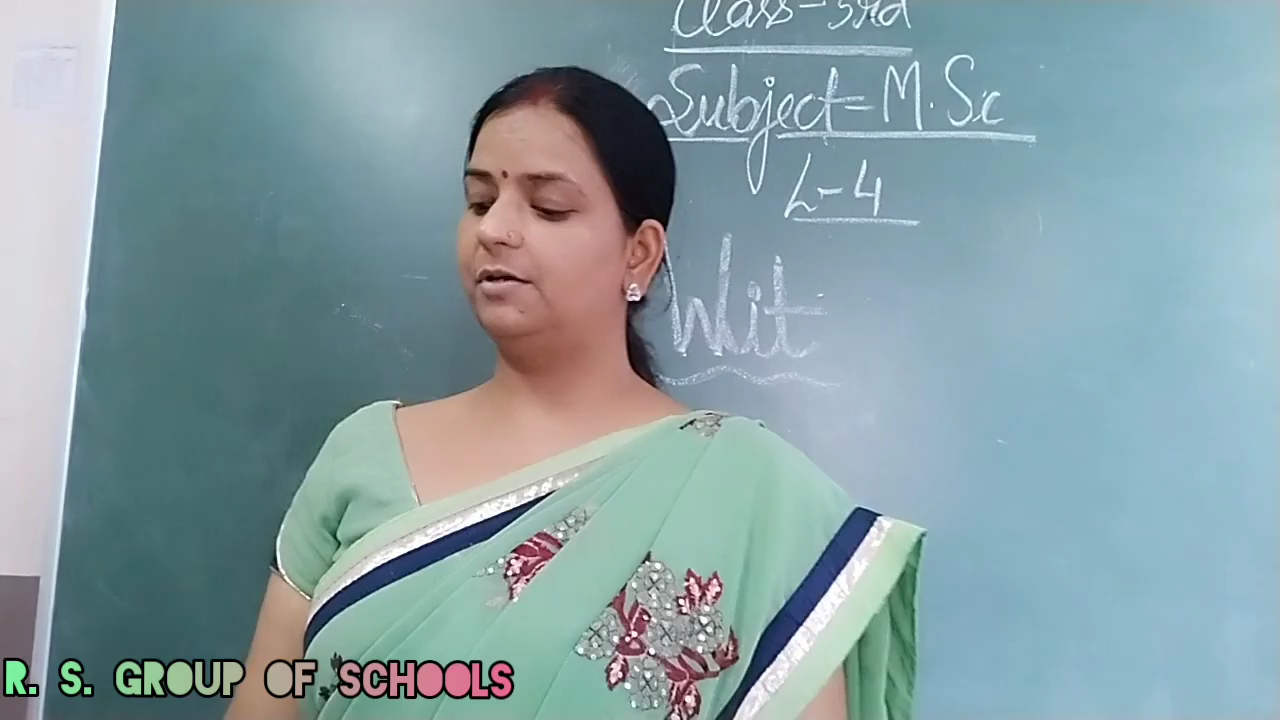 Class-3rd
Subject=M.Sc
L-4
Wit
R. S. GROUP OF SCHOOLS